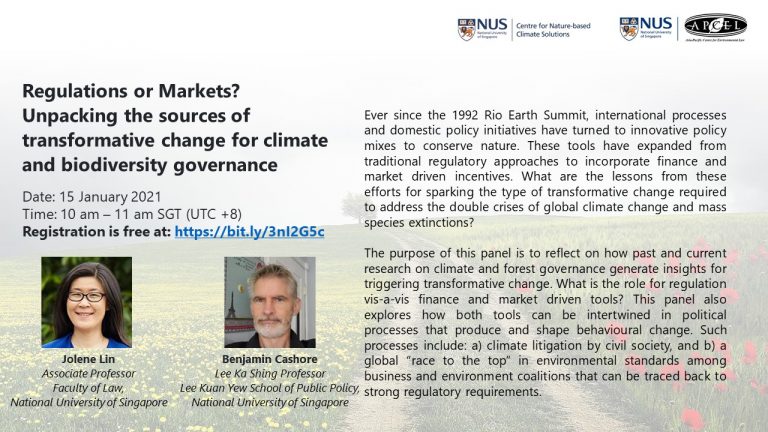 NUS
National University
of Singapore
Centre for Nature-based
Climate Solutions
NUS
National University
of Singapore
APCEL
Asia-Pacific Centre for Environmental Law
Regulations or Markets?
Unpacking the sources of
transformative change for climate
and biodiversity governance
Date: 15 January 2021
Time: 10 am – 11 am SGT (UTC +8)
Registration is free at: https://bit.ly/3nI2G5c
Jolene Lin
Associate Professor
Faculty of Law,
National University of Singapore
Benjamin Cashore
Lee Ka Shing Professor
Lee Kuan Yew School of Public Policy,
National University of Singapore
Ever since the 1992 Rio Earth Summit, international processes
and domestic policy initiatives have turned to innovative policy
mixes to conserve nature. These tools have expanded from
traditional regulatory approaches to incorporate finance and
market driven incentives. What are the lessons from these
efforts for sparking the type of transformative change required
to address the double crises of global climate change and mass
species extinctions?
The purpose of this panel is to reflect on how past and current
research on climate and forest governance generate insights for
triggering transformative change. What is the role for regulation
vis-a-vis finance and market driven tools? This panel also
explores how both tools can be intertwined in political
processes that produce and shape behavioural change. Such
processes include: a) climate litigation by civil society, and b) a
global “race to the top” in environmental standards among
business and environment coalitions that can be traced back to
strong regulatory requirements.